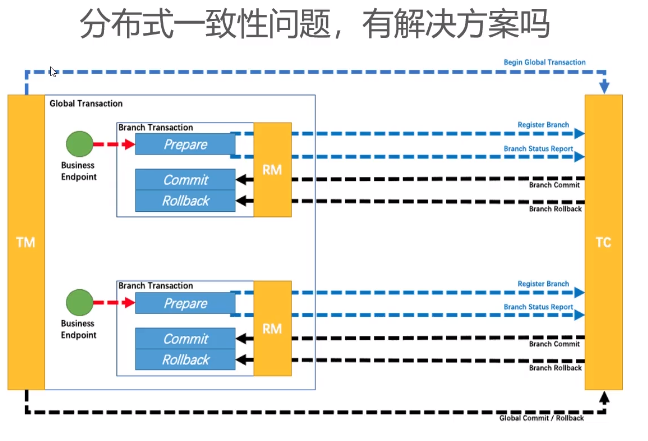 分布式一致性问题，有解决方案吗
Begin Global Transaction
Global Transaction
Branch Transaction
Register Branch
Prepare
Branch Status Report
Business
Endpoint
RM
Commit
Branch Commit
Rollback
Branch Rollback
TM
TC
Branch Transaction
Register Branch
Prepare
Branch Status Report
Business
Endpoint
RM
Commit
Branch Commit
Rollback
Branch Rollback
Global Commit / Rollback